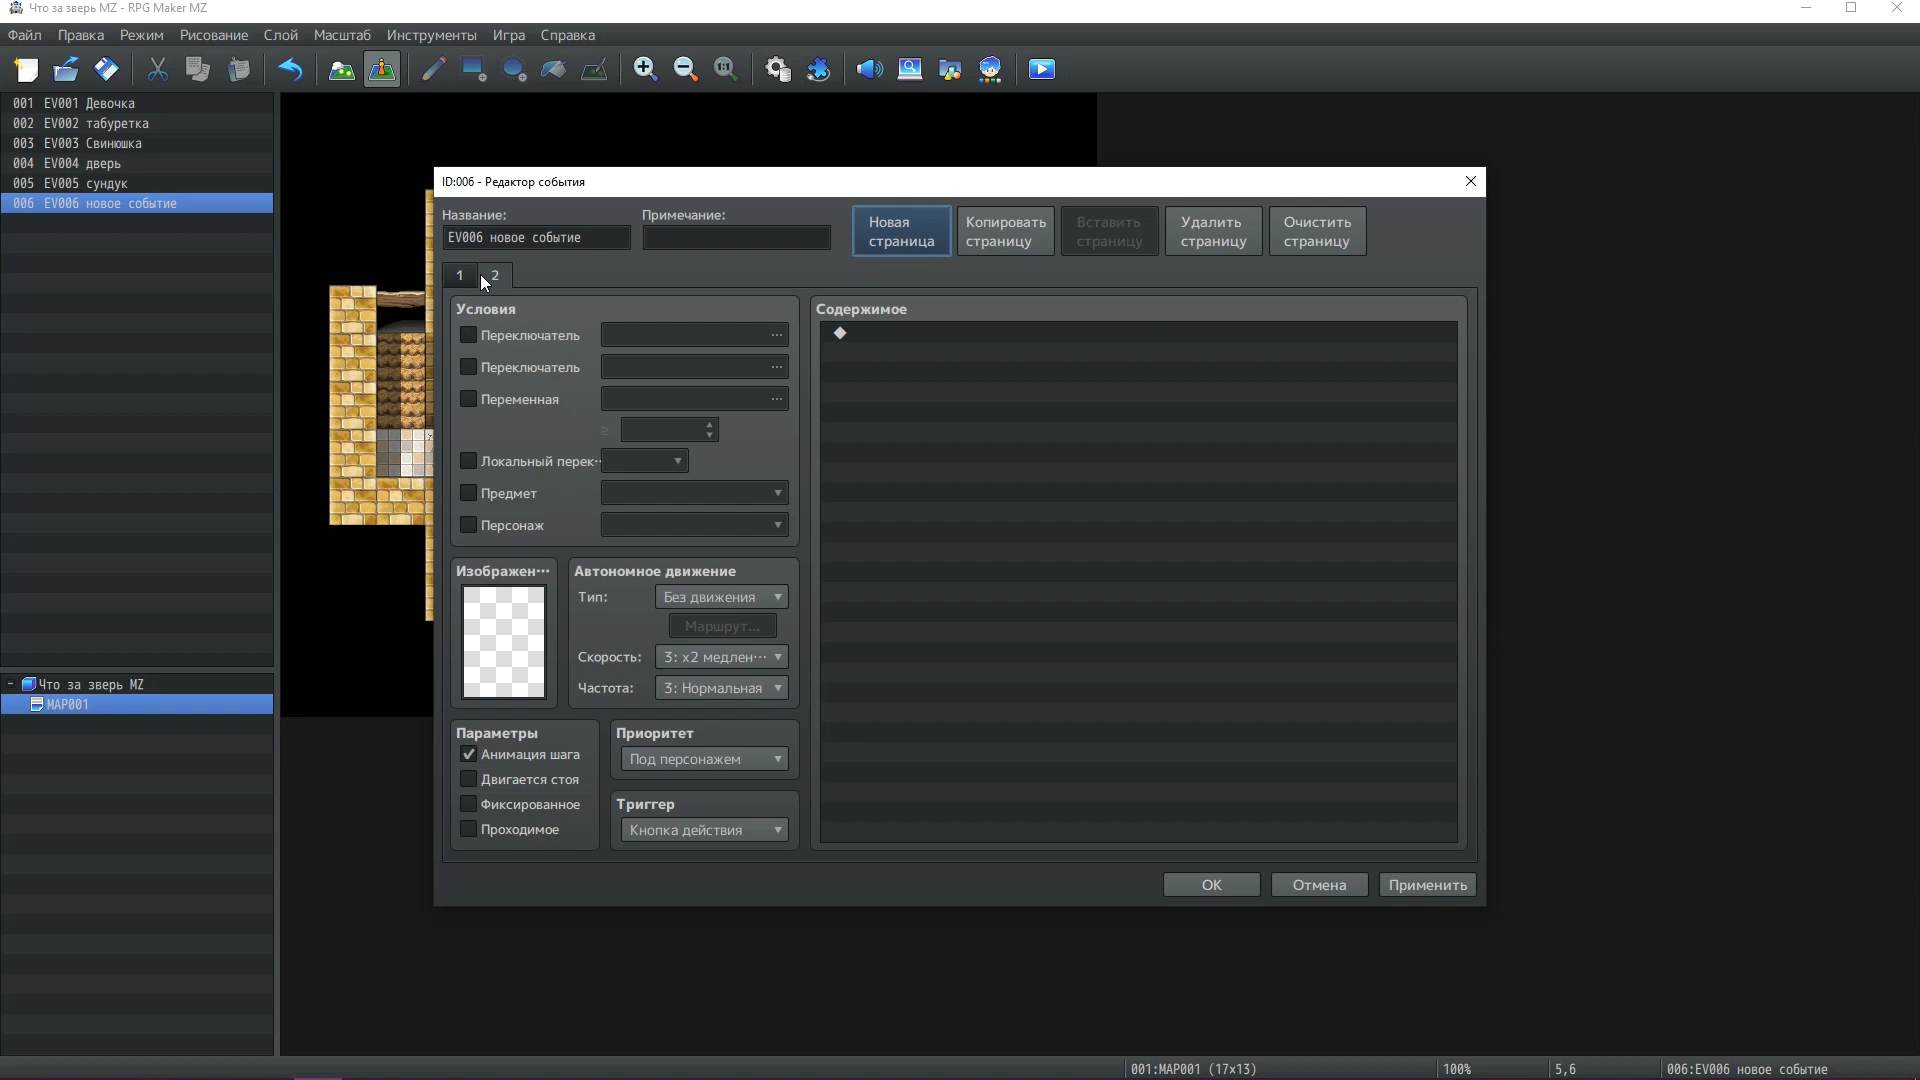 Что за зверь MZ - RPG Maker MZ
Файл Правка Режим Рисование Слой Масштаб Инструменты Игра Справка
1:1
001 EV001 Девочка
002 EV002 табуретка
003 EV003 Свинюшка
004 EV004 дверь
005 EV005 сундук
006 EV006 новое событие
ID:006 - Редактор события
Название:
EV006 новое событие
Примечание:
Новая
страница
Копировать
страницу
Вставить
страницу
Удалить
страницу
Очистить
страницу
1 2
Условия
Переключатель ...
Переключатель ...
Переменная ...
≥
Локальный перек...
Предмет
Персонаж
Изображен...
Автономное движение
Тип: Без движения
Маршрут...
Скорость: 3: x2 медлен...
Частота: 3: Нормальная
Параметры
Анимация шага
Двигается стоя
Фиксированное
Проходимое
Приоритет
Под персонажем
Триггер
Кнопка действия
Содержимое
OK Отмена Применить
Что за зверь MZ
MAP001
001:MAP001 (17x13) 100% 5,6 006:EV006 новое событие